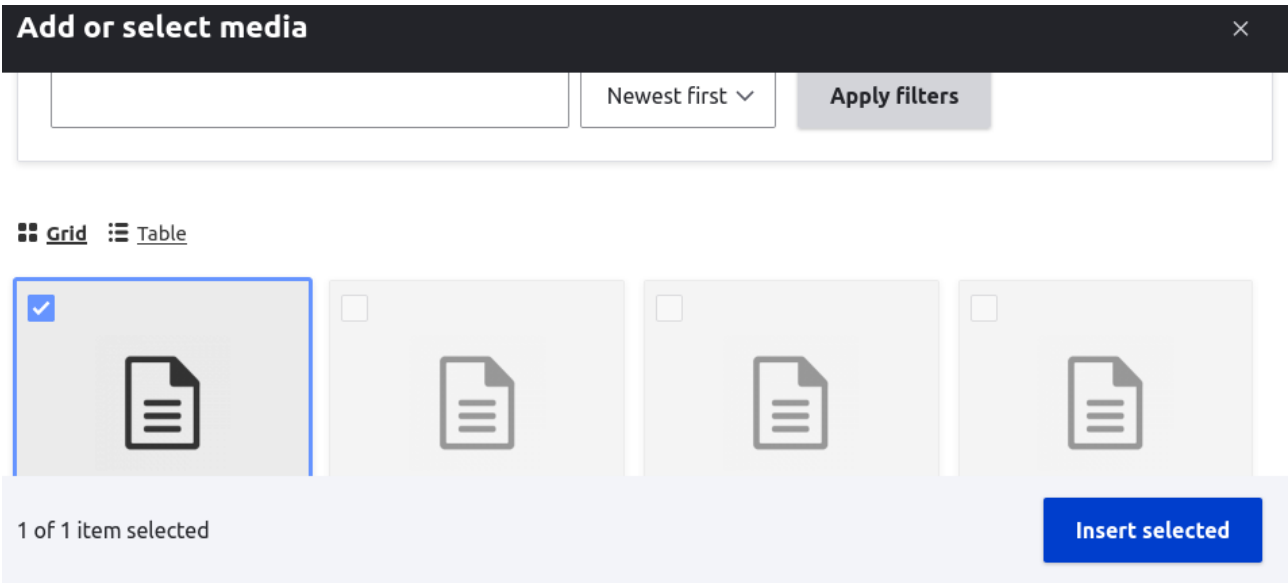 Add or select media
Newest first
Apply filters
Grid
Table
1 of 1 item selected
Insert selected